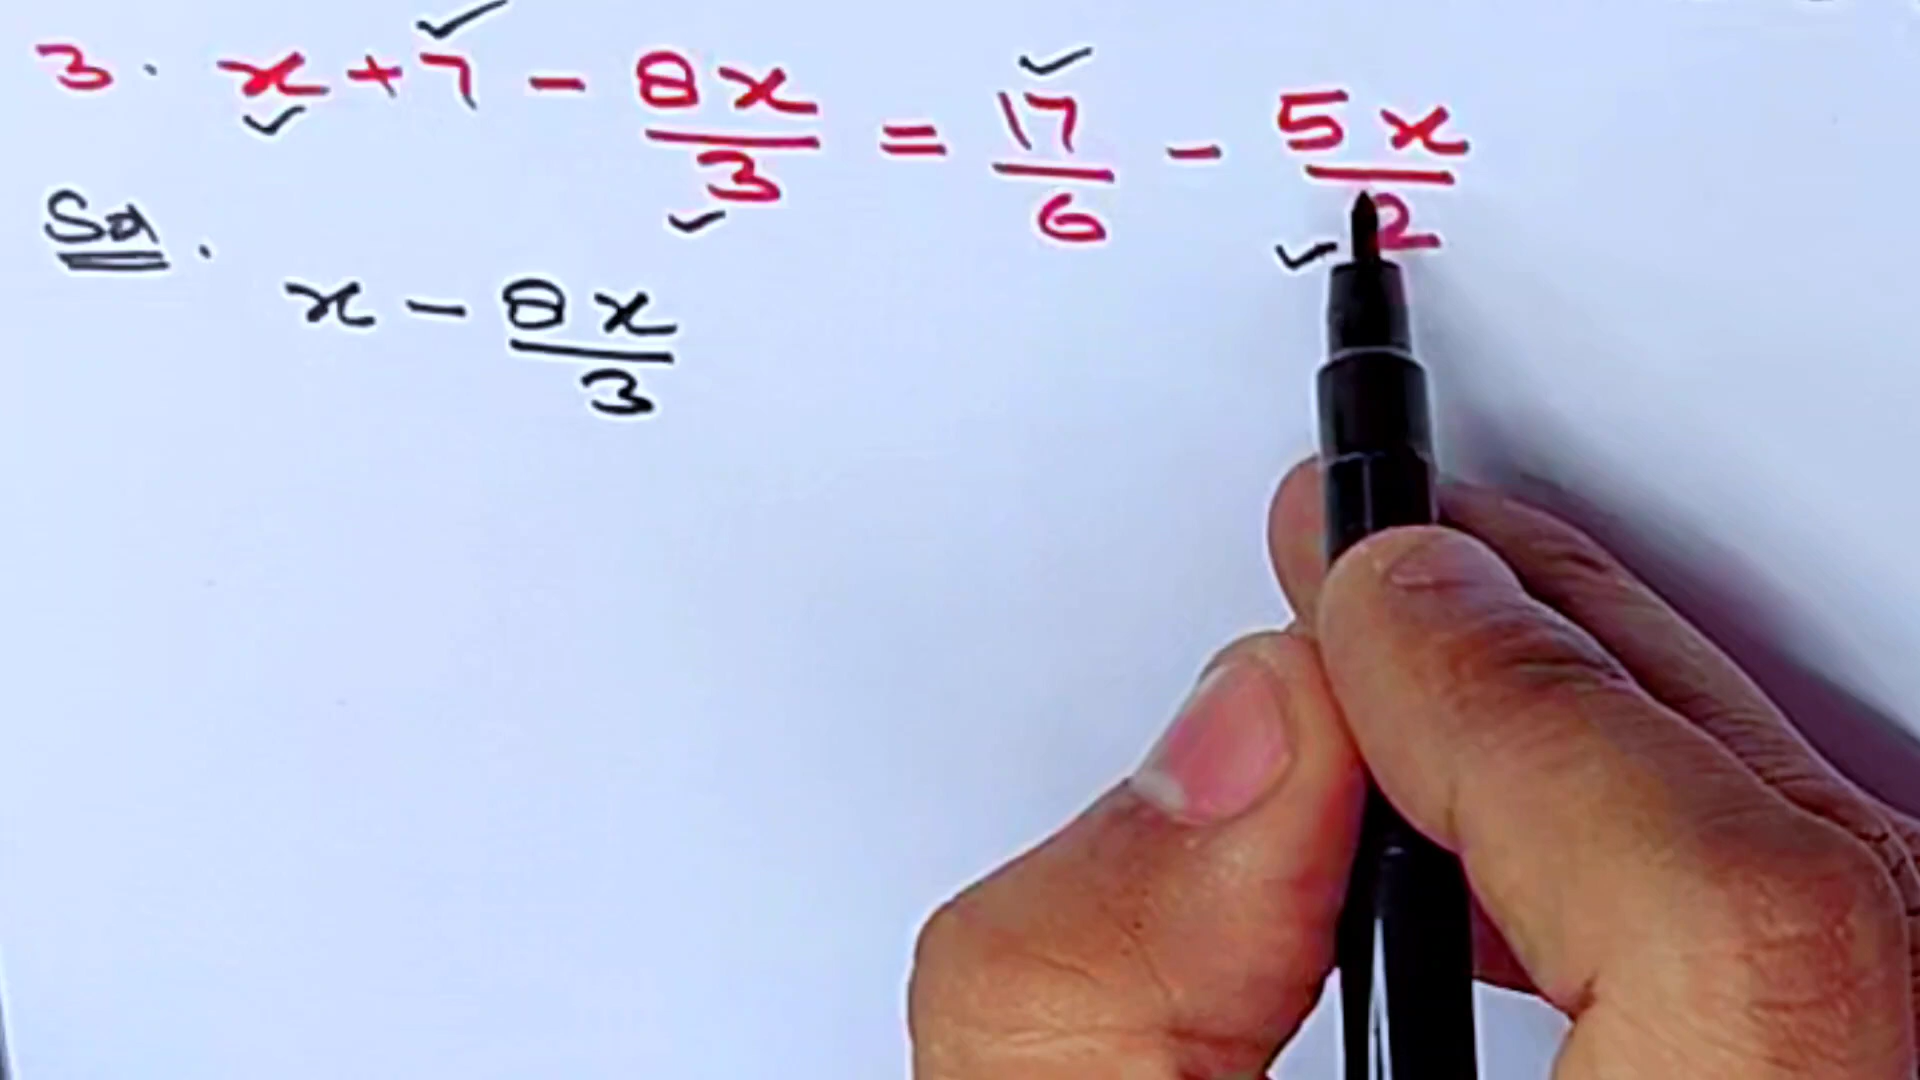 3. x + 7 - 8x/3 = 17/6 - 5x/2
Sol.
x - 8x/3